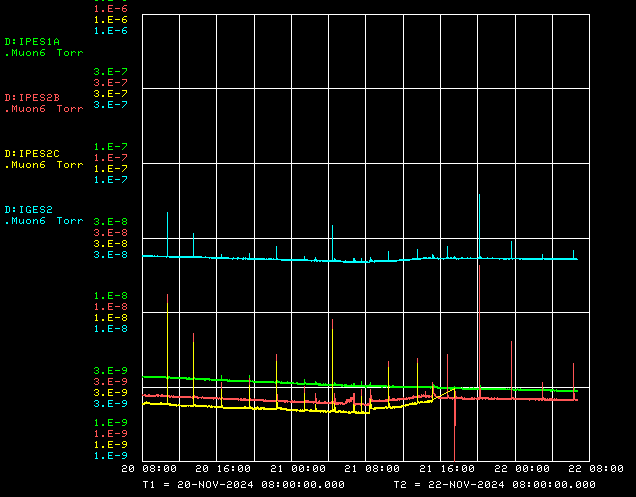 1.E-6
1.E-6
1.E-6
D:IPES1A
.Muon6 Torr
3.E-7
3.E-7
3.E-7
3.E-7
D:IPES2B
.Muon6 Torr
1.E-7
1.E-7
1.E-7
1.E-7
D:IPES2C
.Muon6 Torr
D:IGES2
.Muon6 Torr
3.E-8
3.E-8
3.E-8
3.E-8
1.E-8
1.E-8
1.E-8
1.E-8
3.E-9
3.E-9
3.E-9
3.E-9
1.E-9
1.E-9
1.E-9
1.E-9
20 08:00 20 16:00 21 00:00 21 08:00 21 16:00 22 00:00 22 08:00
T1 = 20-NOV-2024 08:00:00.000 T2 = 22-NOV-2024 08:00:00.000